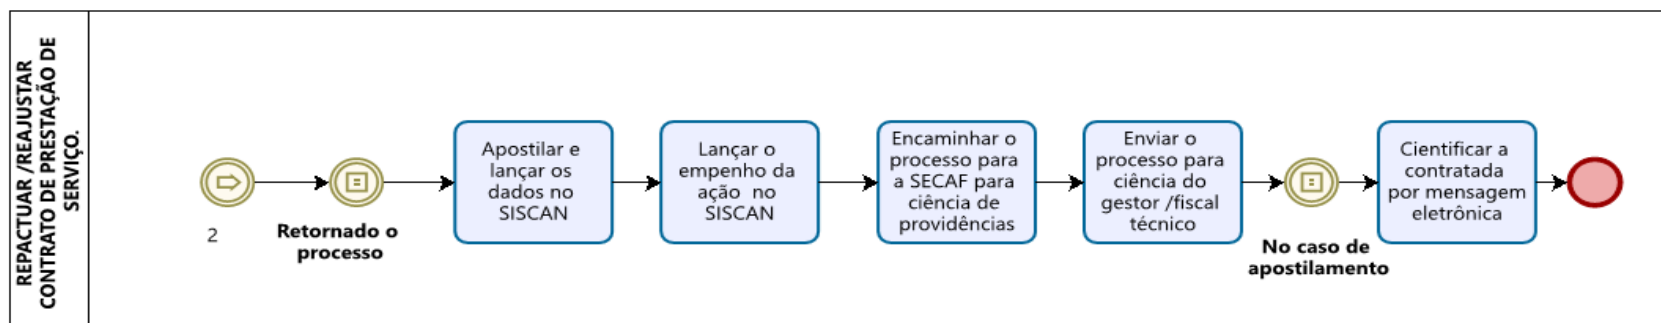 REPACTUAR /REAJUSTAR
CONTRATO DE PRESTAÇÃO DE
SERVIÇO.
2
Retornado o
processo
Apostilar e
lançar os
dados no
SISCAN
Lançar o
empenho da
ação no
SISCAN
Encaminhar o
processo para
a SECAF para
ciência de
providências
Enviar o
processo para
ciência do
gestor /fiscal
técnico
No caso de
apostilamento
Cientificar a
contratada
por mensagem
eletrônica